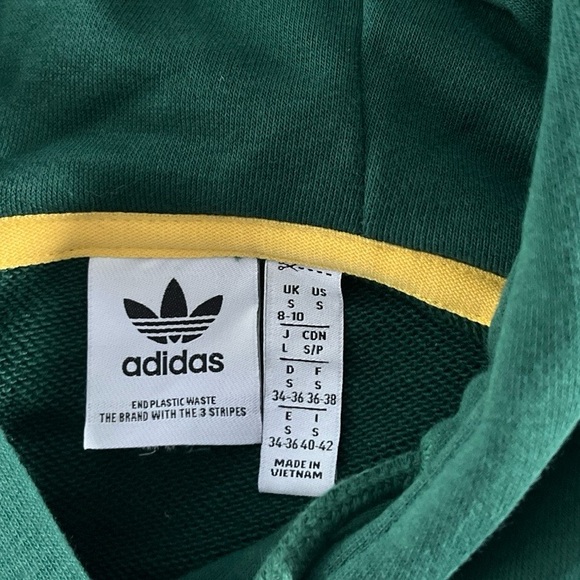 adidas
END PLASTIC WASTE
THE BRAND WITH THE 3 STRIPES
UK US
S S
8-10
J CDN
L S/P
D F
S S
34-36 36-38
E I
S S
34-36 40-42
MADE IN
VIETNAM